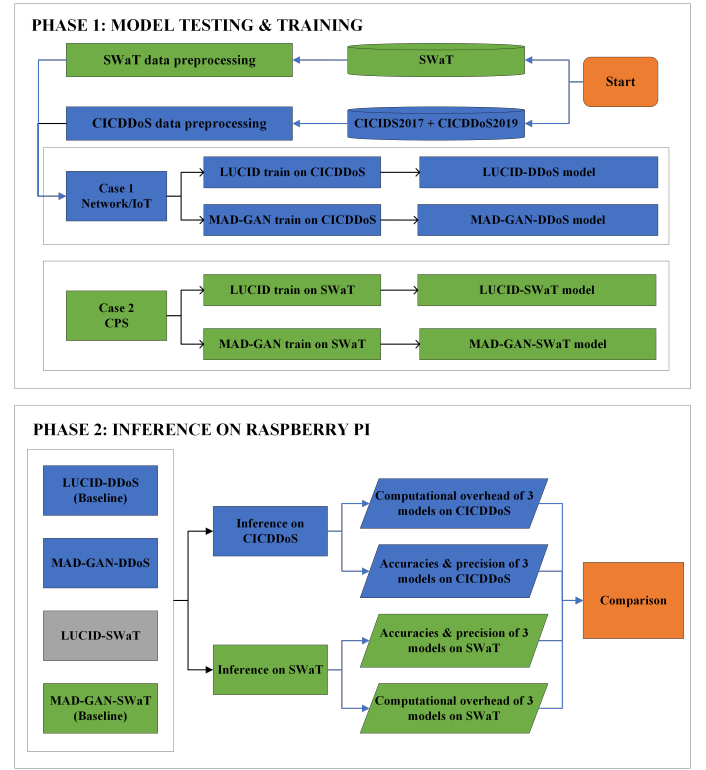 PHASE 1: MODEL TESTING & TRAINING
SWaT data preprocessing
SWaT
Start
CICDDoS data preprocessing
CICIDS2017 + CICDDoS2019
Case 1
Network/IoT
LUCID train on CICDDoS
LUCID-DDoS model
MAD-GAN train on CICDDoS
MAD-GAN-DDoS model
Case 2
CPS
LUCID train on SWaT
LUCID-SWaT model
MAD-GAN train on SWaT
MAD-GAN-SWaT model
PHASE 2: INFERENCE ON RASPBERRY PI
LUCID-DDoS
(Baseline)
MAD-GAN-DDoS
LUCID-SWaT
MAD-GAN-SWaT
(Baseline)
Inference on
CICDDoS
Inference on SWaT
Computational overhead of 3
models on CICDDoS
Accuracies & precision of 3
models on CICDDoS
Accuracies & precision of 3
models on SWaT
Computational overhead of 3
models on SWaT
Comparison